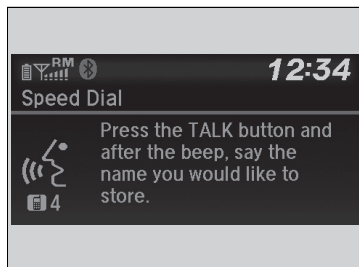 RM
12:34
Speed Dial
Press the TALK button and
after the beep, say the
name you would like to
store.
4